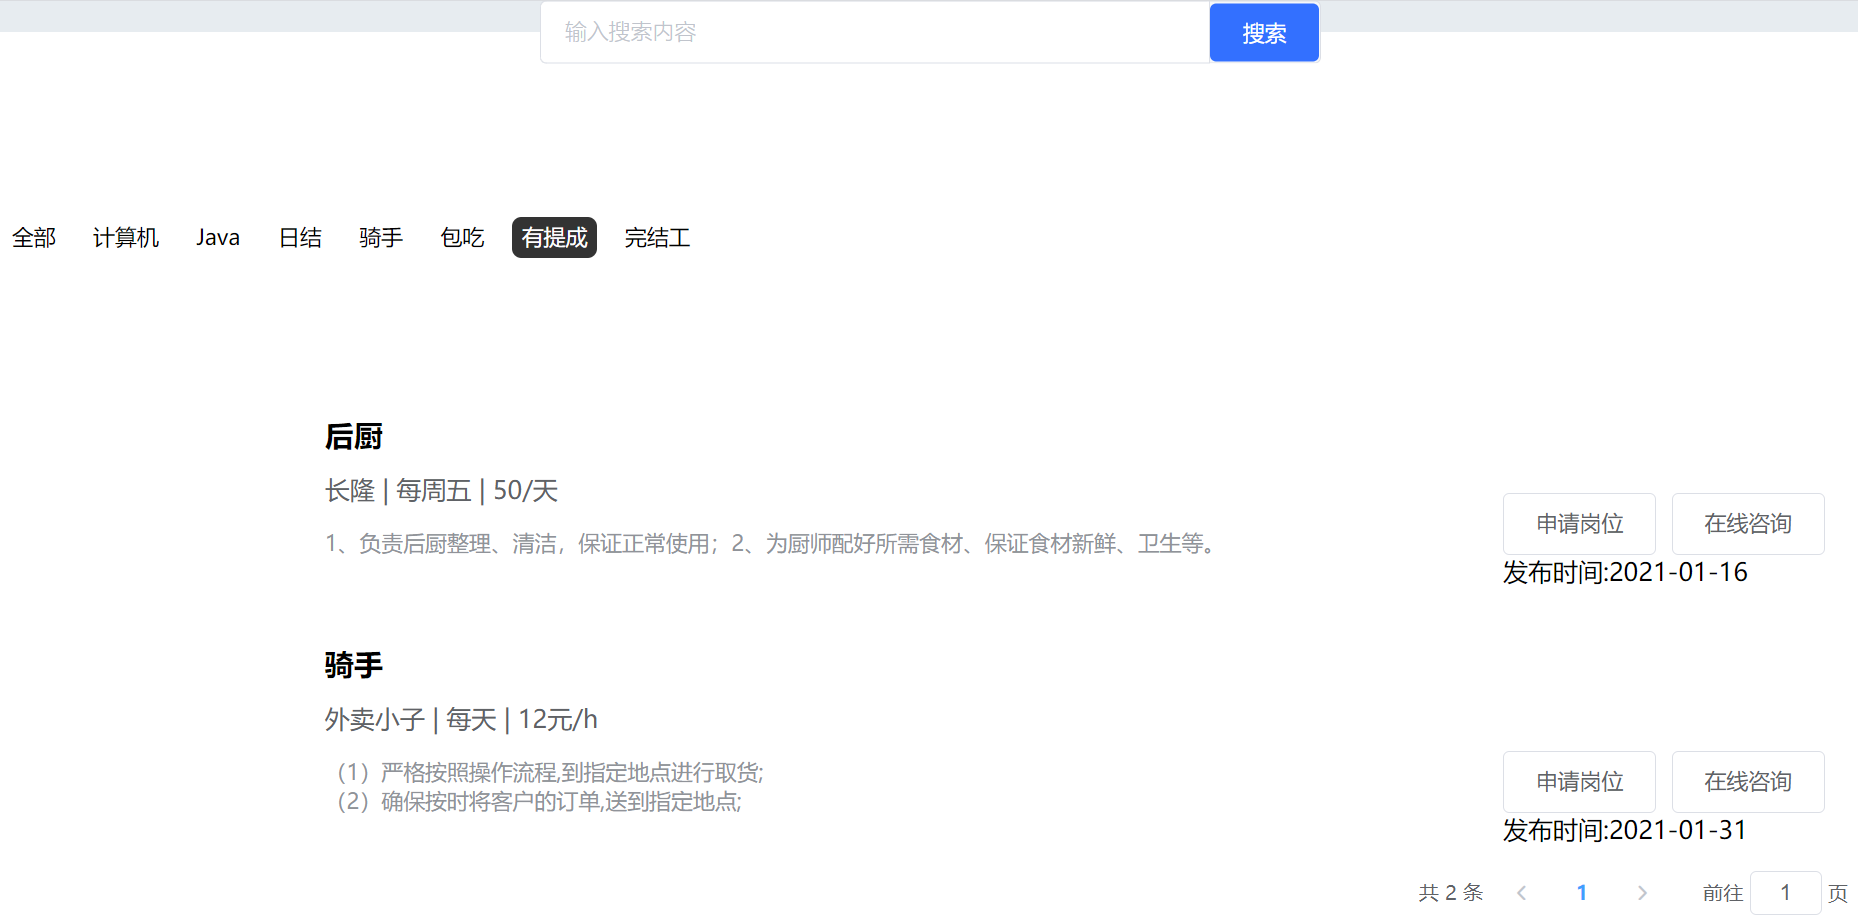 输入搜索内容 搜索
全部 计算机 Java 日结 骑手 包吃 有提成 完结工
后厨
长隆 | 每周五 | 50/天
1、负责后厨整理、清洁，保证正常使用；2、为厨师配好所需食材、保证食材新鲜、卫生等。
申请岗位 在线咨询
发布时间:2021-01-16
骑手
外卖小子 | 每天 | 12元/h
（1）严格按照操作流程,到指定地点进行取货;
（2）确保按时将客户的订单,送到指定地点;
申请岗位 在线咨询
发布时间:2021-01-31
共 2 条 1 前往 1 页